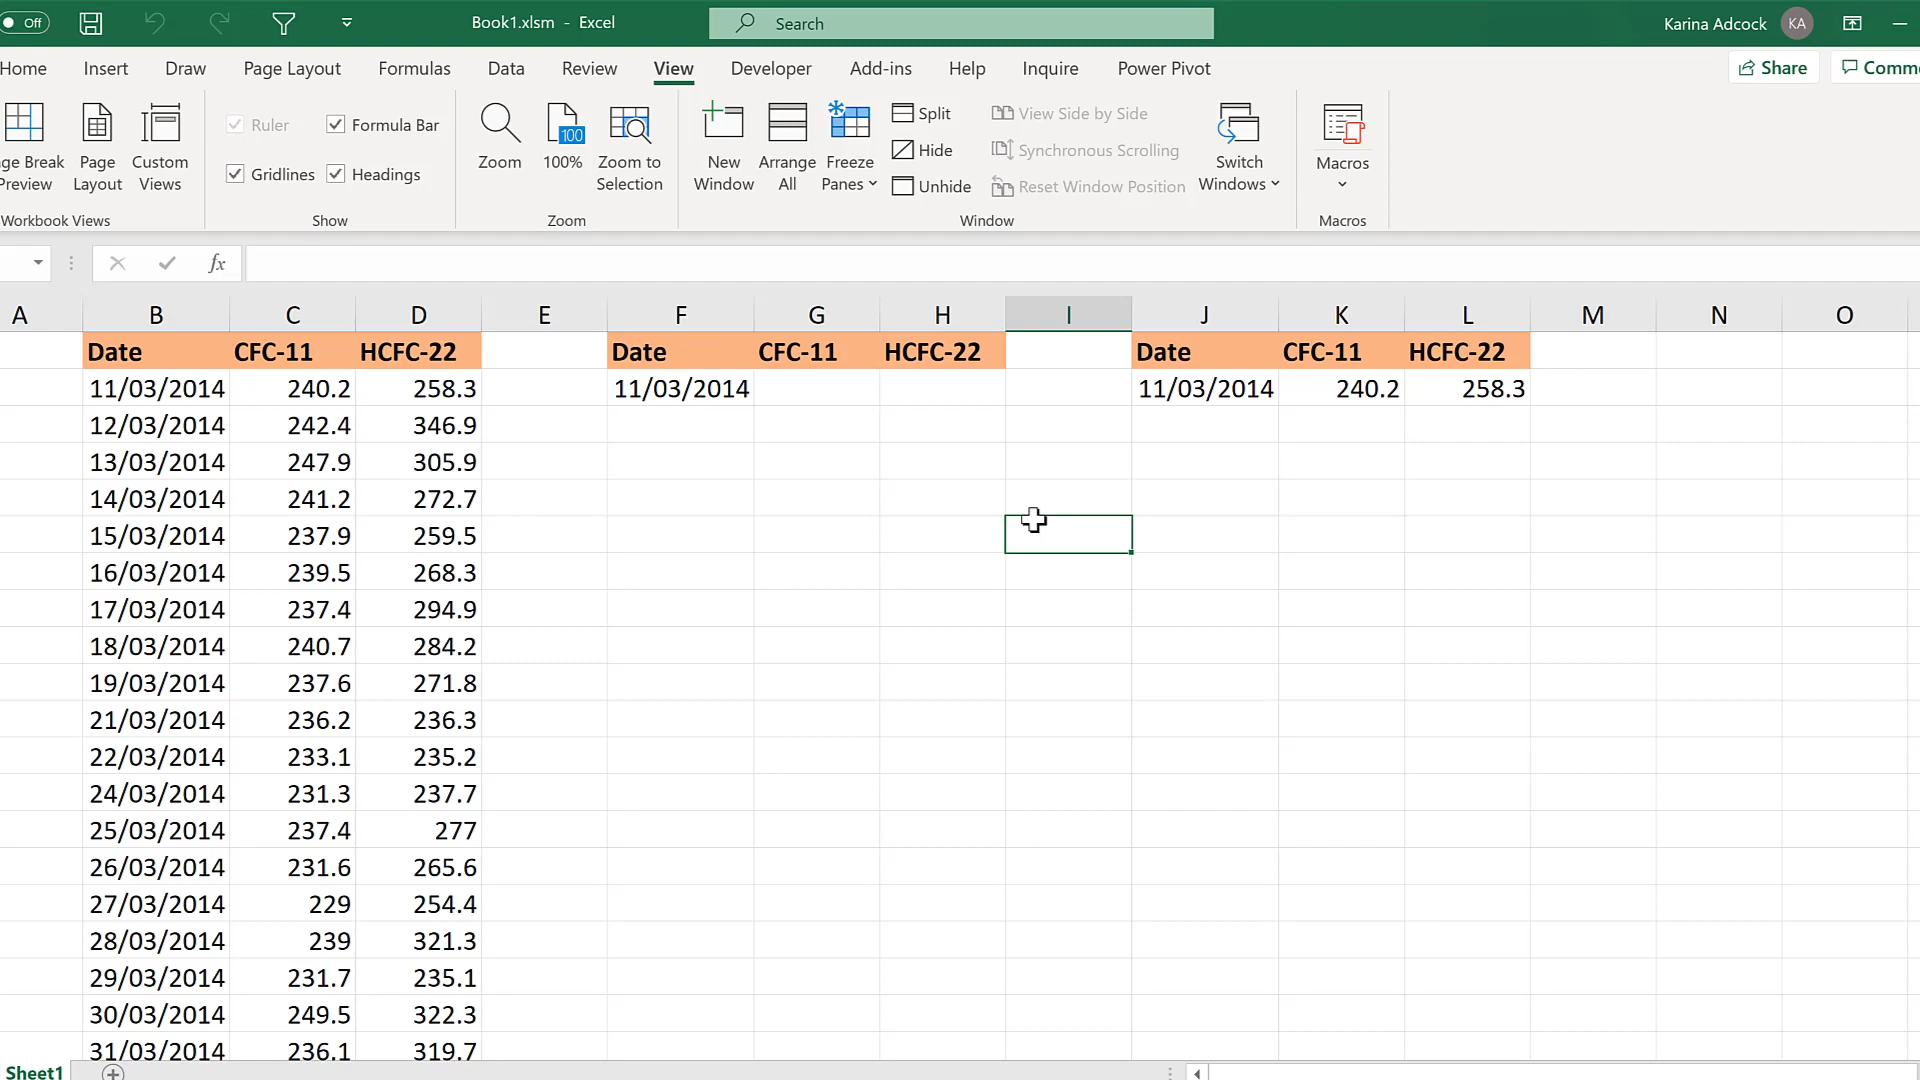 Off Book1.xlsm - Excel Search Karina Adcock KA
Home Insert Draw Page Layout Formulas Data Review View Developer Add-ins Help Inquire Power Pivot Share Comm
ge Break Preview
Page Layout
Custom Views
Workbook Views
Ruler Formula Bar
Gridlines Headings
Show
Zoom
100
100%
Zoom to Selection
Zoom
New Window
Arrange All
Freeze Panes
Split
Hide
Unhide
View Side by Side
Synchronous Scrolling
Reset Window Position
Switch Windows
Window
Macros
Macros
fx
A B C D E F G H I J K L M N O
Date CFC-11 HCFC-22 Date CFC-11 HCFC-22 Date CFC-11 HCFC-22
11/03/2014 240.2 258.3 11/03/2014 11/03/2014 240.2 258.3
12/03/2014 242.4 346.9
13/03/2014 247.9 305.9
14/03/2014 241.2 272.7
15/03/2014 237.9 259.5
16/03/2014 239.5 268.3
17/03/2014 237.4 294.9
18/03/2014 240.7 284.2
19/03/2014 237.6 271.8
21/03/2014 236.2 236.3
22/03/2014 233.1 235.2
24/03/2014 231.3 237.7
25/03/2014 237.4 277
26/03/2014 231.6 265.6
27/03/2014 229 254.4
28/03/2014 239 321.3
29/03/2014 231.7 235.1
30/03/2014 249.5 322.3
31/03/2014 236.1 319.7
Sheet1